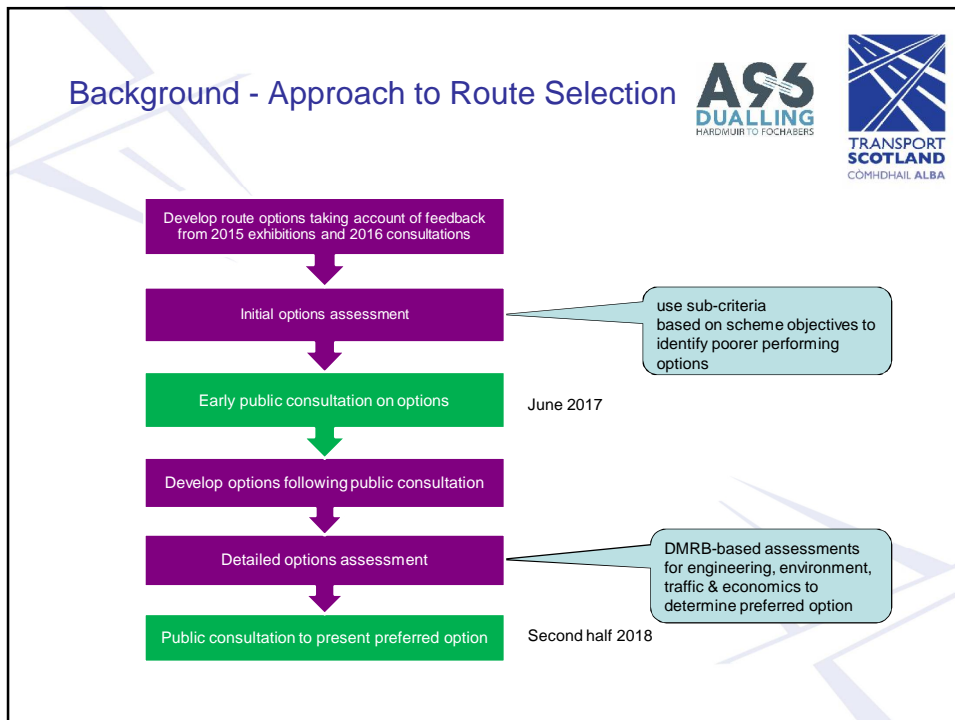 Background - Approach to Route Selection
A96
DUALLING
HARDMUIR TO FOCHABERS
TRANSPORT
SCOTLAND
CÒMHDHAIL ALBA
Develop route options taking account of feedback
from 2015 exhibitions and 2016 consultations
Initial options assessment
use sub-criteria
based on scheme objectives to
identify poorer performing
options
Early public consultation on options
June 2017
Develop options following public consultation
Detailed options assessment
DMRB-based assessments
for engineering, environment,
traffic & economics to
determine preferred option
Public consultation to present preferred option
Second half 2018